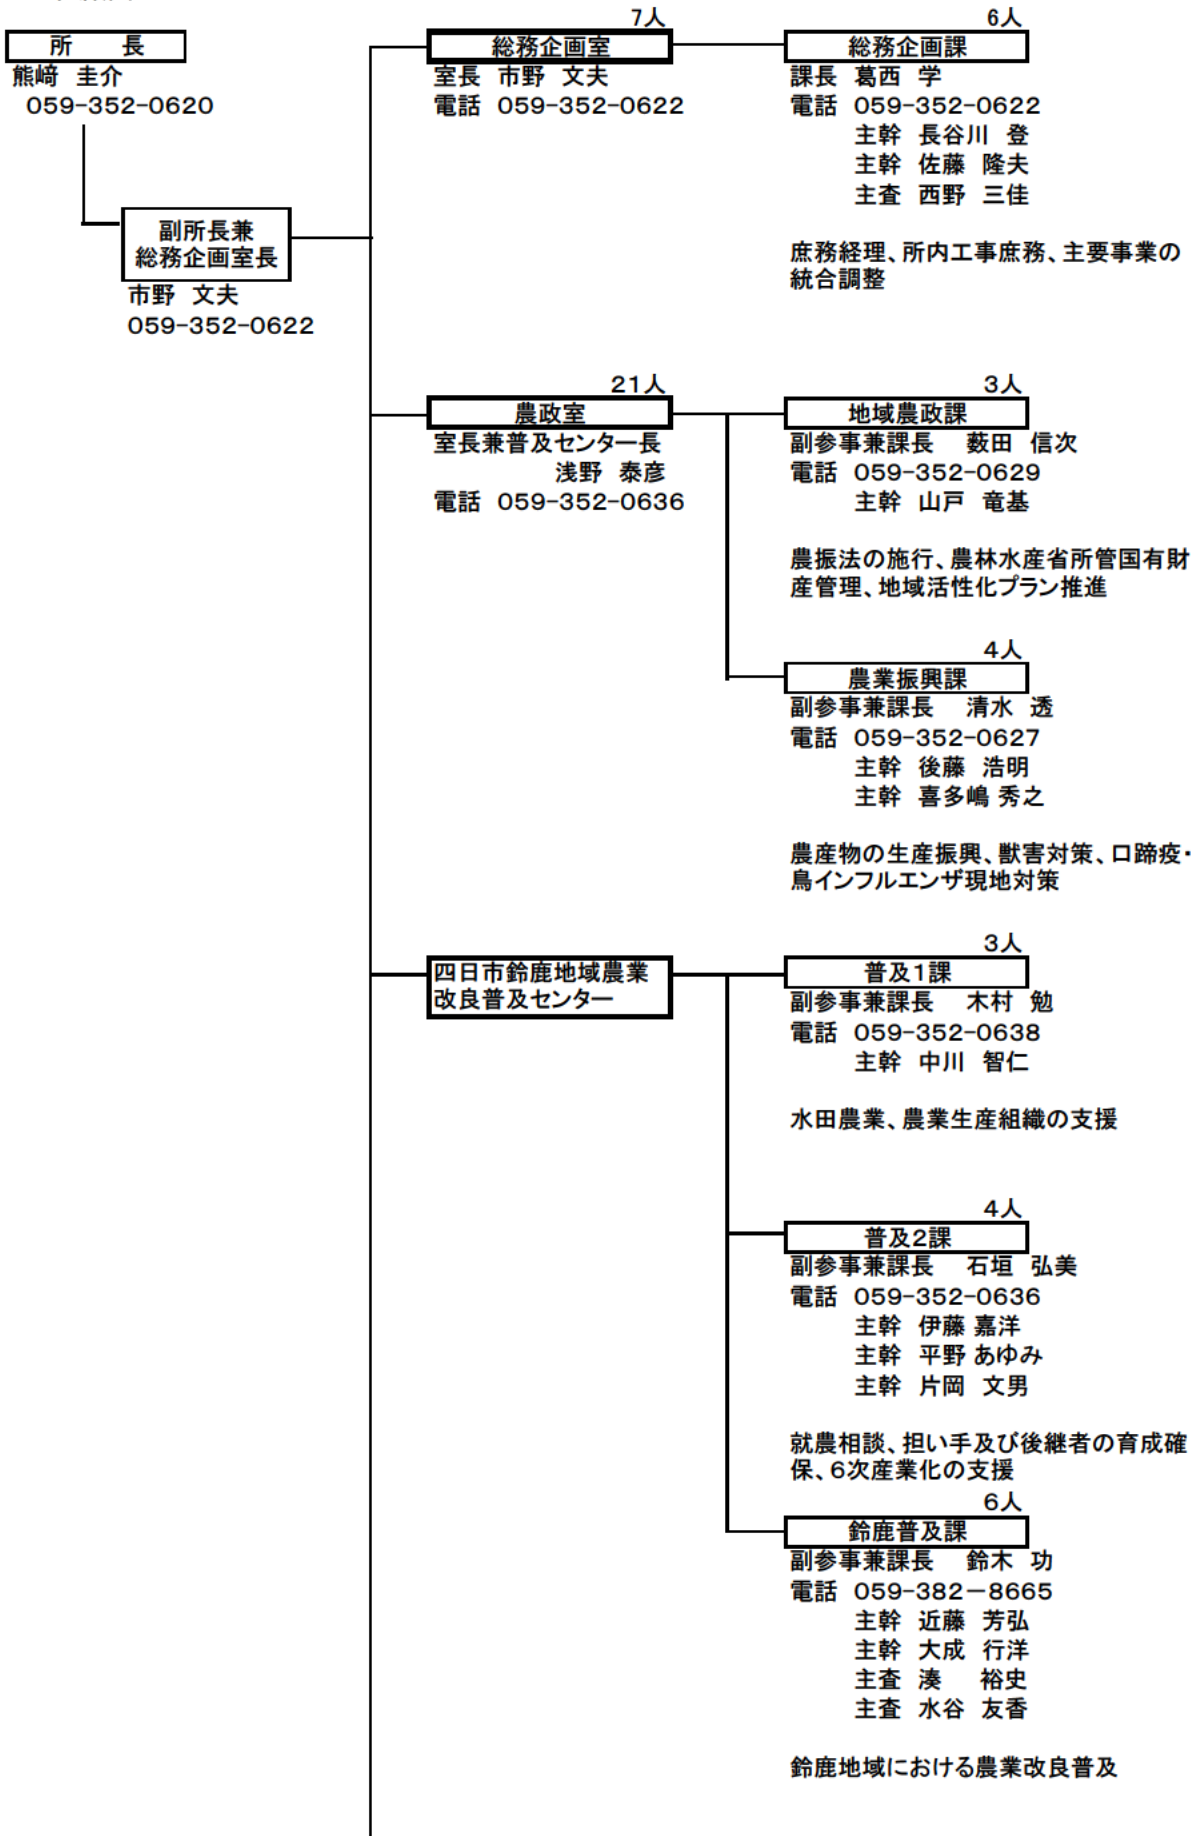 所　　長
熊﨑 圭介
059-352-0620
副所長兼
総務企画室長
市野 文夫
059-352-0622
7人
総務企画室
室長 市野 文夫
電話 059-352-0622
6人
総務企画課
課長 葛西 学
電話 059-352-0622
主幹 長谷川 登
主幹 佐藤 隆夫
主査 西野 三佳
庶務経理、所内工事庶務、主要事業の
統合調整
21人
農政室
室長兼普及センター長
浅野 泰彦
電話 059-352-0636
3人
地域農政課
副参事兼課長 薮田 信次
電話 059-352-0629
主幹 山戸 竜基
農振法の施行、農林水産省所管国有財
産管理、地域活性化プラン推進
4人
農業振興課
副参事兼課長 清水 透
電話 059-352-0627
主幹 後藤 浩明
主幹 喜多嶋 秀之
農産物の生産振興、獣害対策、口蹄疫・
鳥インフルエンザ現地対策
四日市鈴鹿地域農業
改良普及センター
3人
普及1課
副参事兼課長 木村 勉
電話 059-352-0638
主幹 中川 智仁
水田農業、農業生産組織の支援
4人
普及2課
副参事兼課長 石垣 弘美
電話 059-352-0636
主幹 伊藤 嘉洋
主幹 平野 あゆみ
主幹 片岡 文男
就農相談、担い手及び後継者の育成確
保、6次産業化の支援
6人
鈴鹿普及課
副参事兼課長 鈴木 功
電話 059-382－8665
主幹 近藤 芳弘
主幹 大成 行洋
主査 湊　 裕史
主査 水谷 友香
鈴鹿地域における農業改良普及